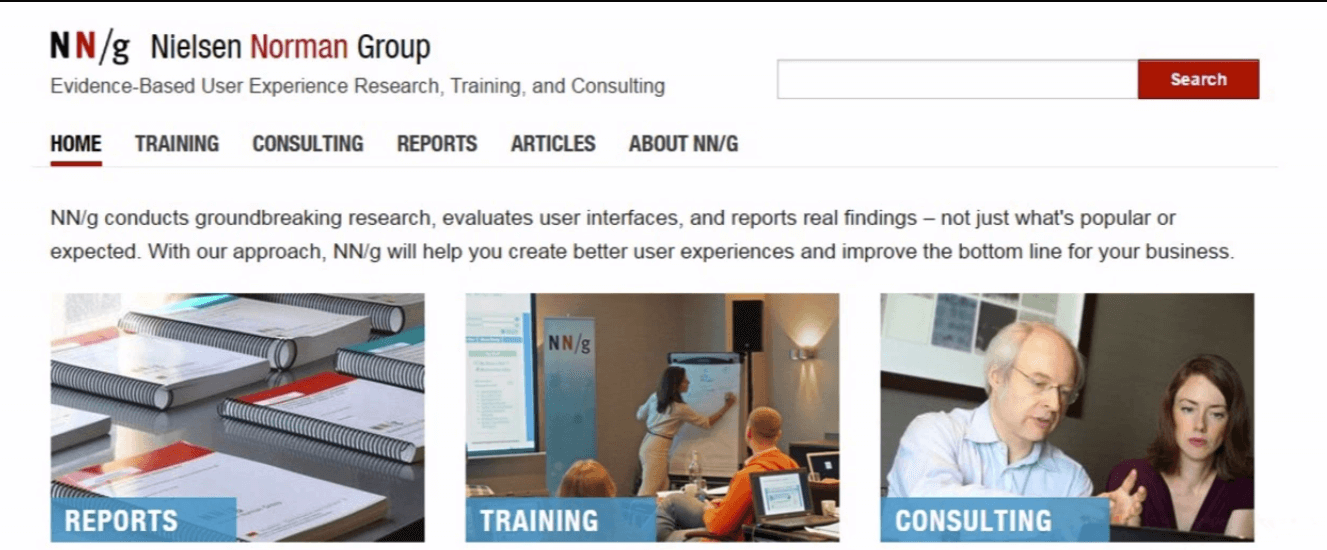 NN/g Nielsen Norman Group
Evidence-Based User Experience Research, Training, and Consulting
Search
HOME TRAINING CONSULTING REPORTS ARTICLES ABOUT NN/G
NN/g conducts groundbreaking research, evaluates user interfaces, and reports real findings – not just what's popular or
expected. With our approach, NN/g will help you create better user experiences and improve the bottom line for your business.
NN/g
NN/g
REPORTS
TRAINING
CONSULTING